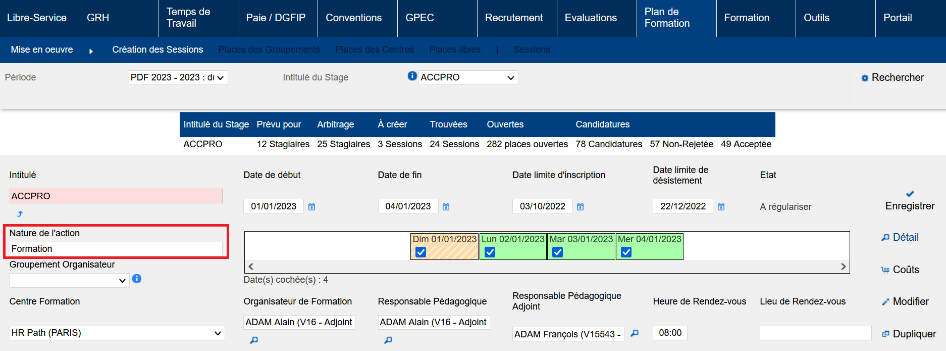 Libre-Service GRH Temps de Travail Paie / DGFIP Conventions GPEC Recrutement Evaluations Plan de Formation Formation Outils Portail
Mise en oeuvre Création des Sessions Places des Groupements Places des Centres Places libres | Sessions
Période PDF 2023 - 2023 : du Intitulé du Stage ACCPRO Rechercher
Intitulé du Stage Prévu pour Arbitrage À créer Trouvées Ouvertes Candidatures
ACCPRO 12 Stagiaires 25 Stagiaires 3 Sessions 24 Sessions 282 places ouvertes 78 Candidatures 57 Non-Rejetée 49 Acceptée
Intitulé Date de début Date de fin Date limite d'inscription Date limite de désistement Etat
ACCPRO 01/01/2023 04/01/2023 03/10/2022 22/12/2022 A régulariser Enregistrer
Nature de l'action Dim 01/01/2023 Lun 02/01/2023 Mar 03/01/2023 Mer 04/01/2023 Détail
Formation
Groupement Organisateur Coûts
Date(s) cochée(s) : 4
Centre Formation Organisateur de Formation Responsable Pédagogique Responsable Pédagogique Adjoint Heure de Rendez-vous Lieu de Rendez-vous Modifier
HR Path (PARIS) ADAM Alain (V16 - Adjoint ADAM Alain (V16 - Adjoint ADAM François (V15543 - 08:00 Dupliquer